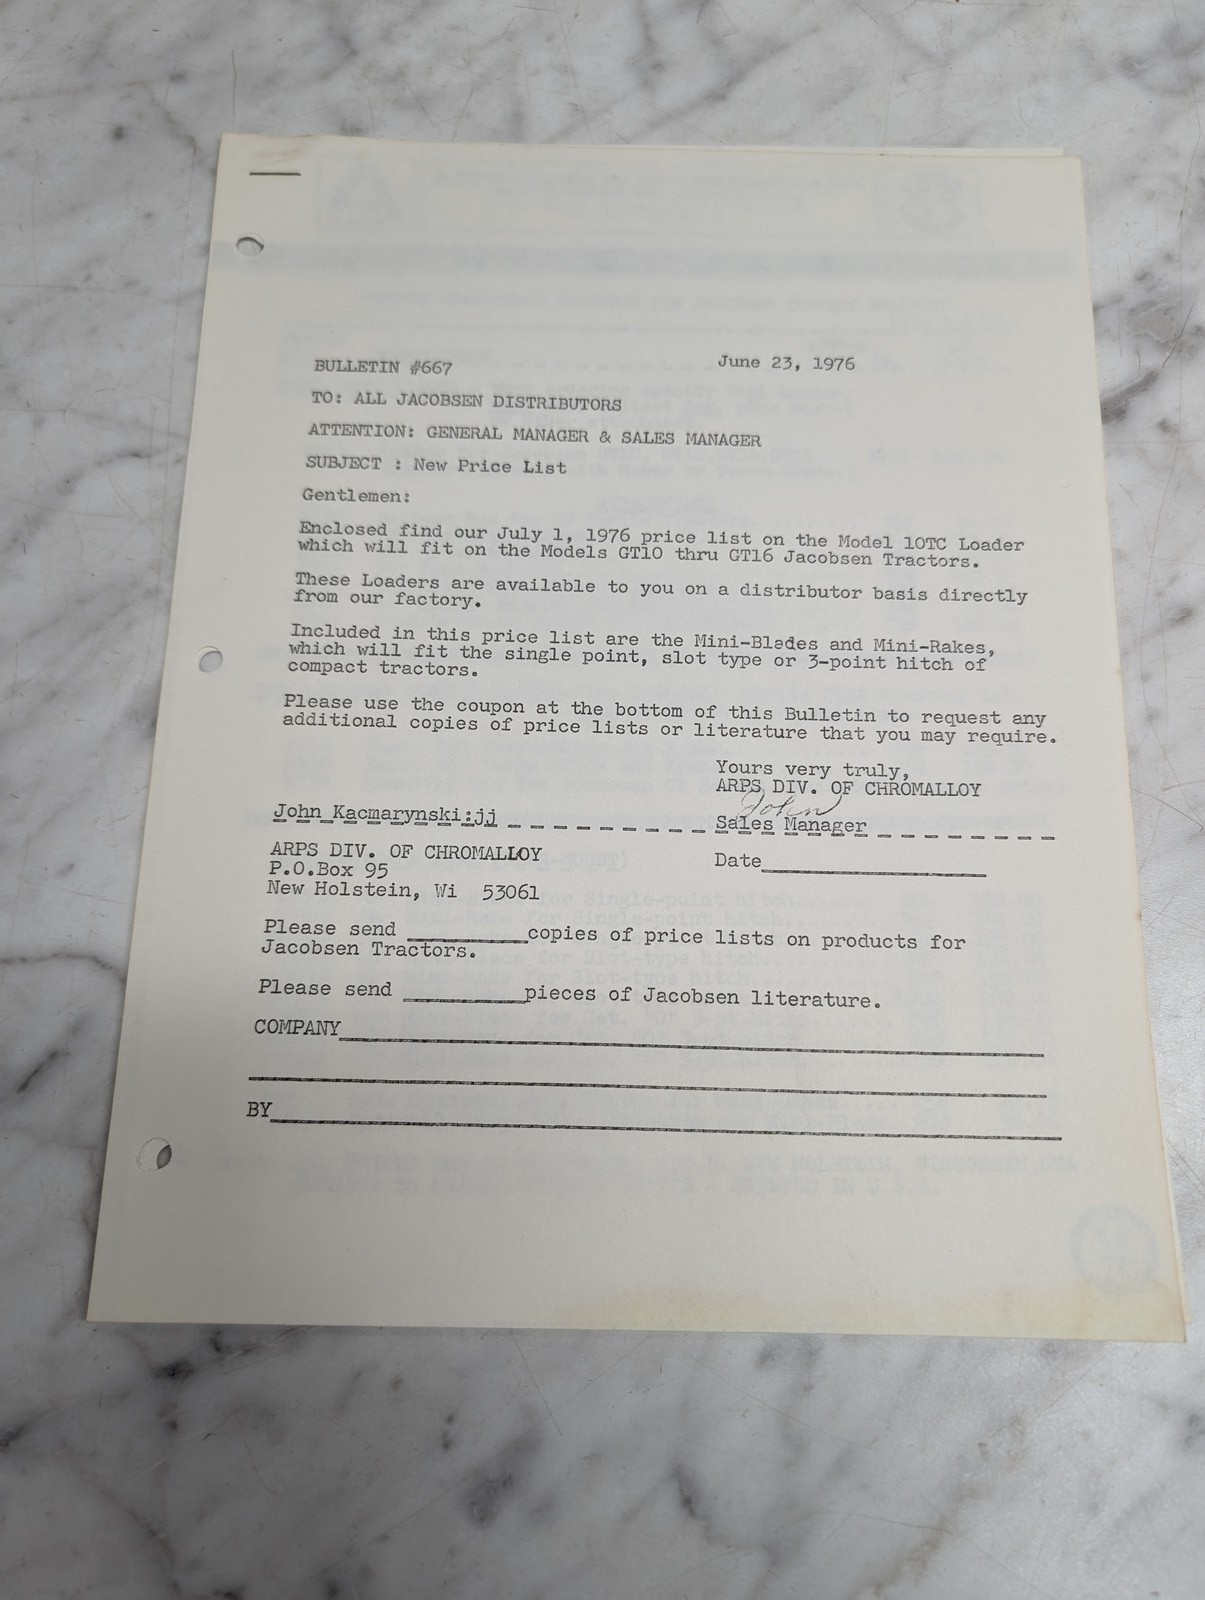 BULLETIN #667 June 23, 1976
TO: ALL JACOBSEN DISTRIBUTORS
ATTENTION: GENERAL MANAGER & SALES MANAGER
SUBJECT : New Price List
Gentlemen:
Enclosed find our July 1, 1976 price list on the Model 10TC Loader
which will fit on the Models GT10 thru GT16 Jacobsen Tractors.
These Loaders are available to you on a distributor basis directly
from our factory.
Included in this price list are the Mini-Blades and Mini-Rakes,
which will fit the single point, slot type or 3-point hitch of
compact tractors.
Please use the coupon at the bottom of this Bulletin to request any
additional copies of price lists or literature that you may require.
Yours very truly,
ARPS DIV. OF CHROMALLOY
John
John Kacmarynski:jj Sales Manager
ARPS DIV. OF CHROMALLOY Date
P.O.Box 95
New Holstein, Wi 53061
Please send ________copies of price lists on products for
Jacobsen Tractors.
Please send ________pieces of Jacobsen literature.
COMPANY
BY